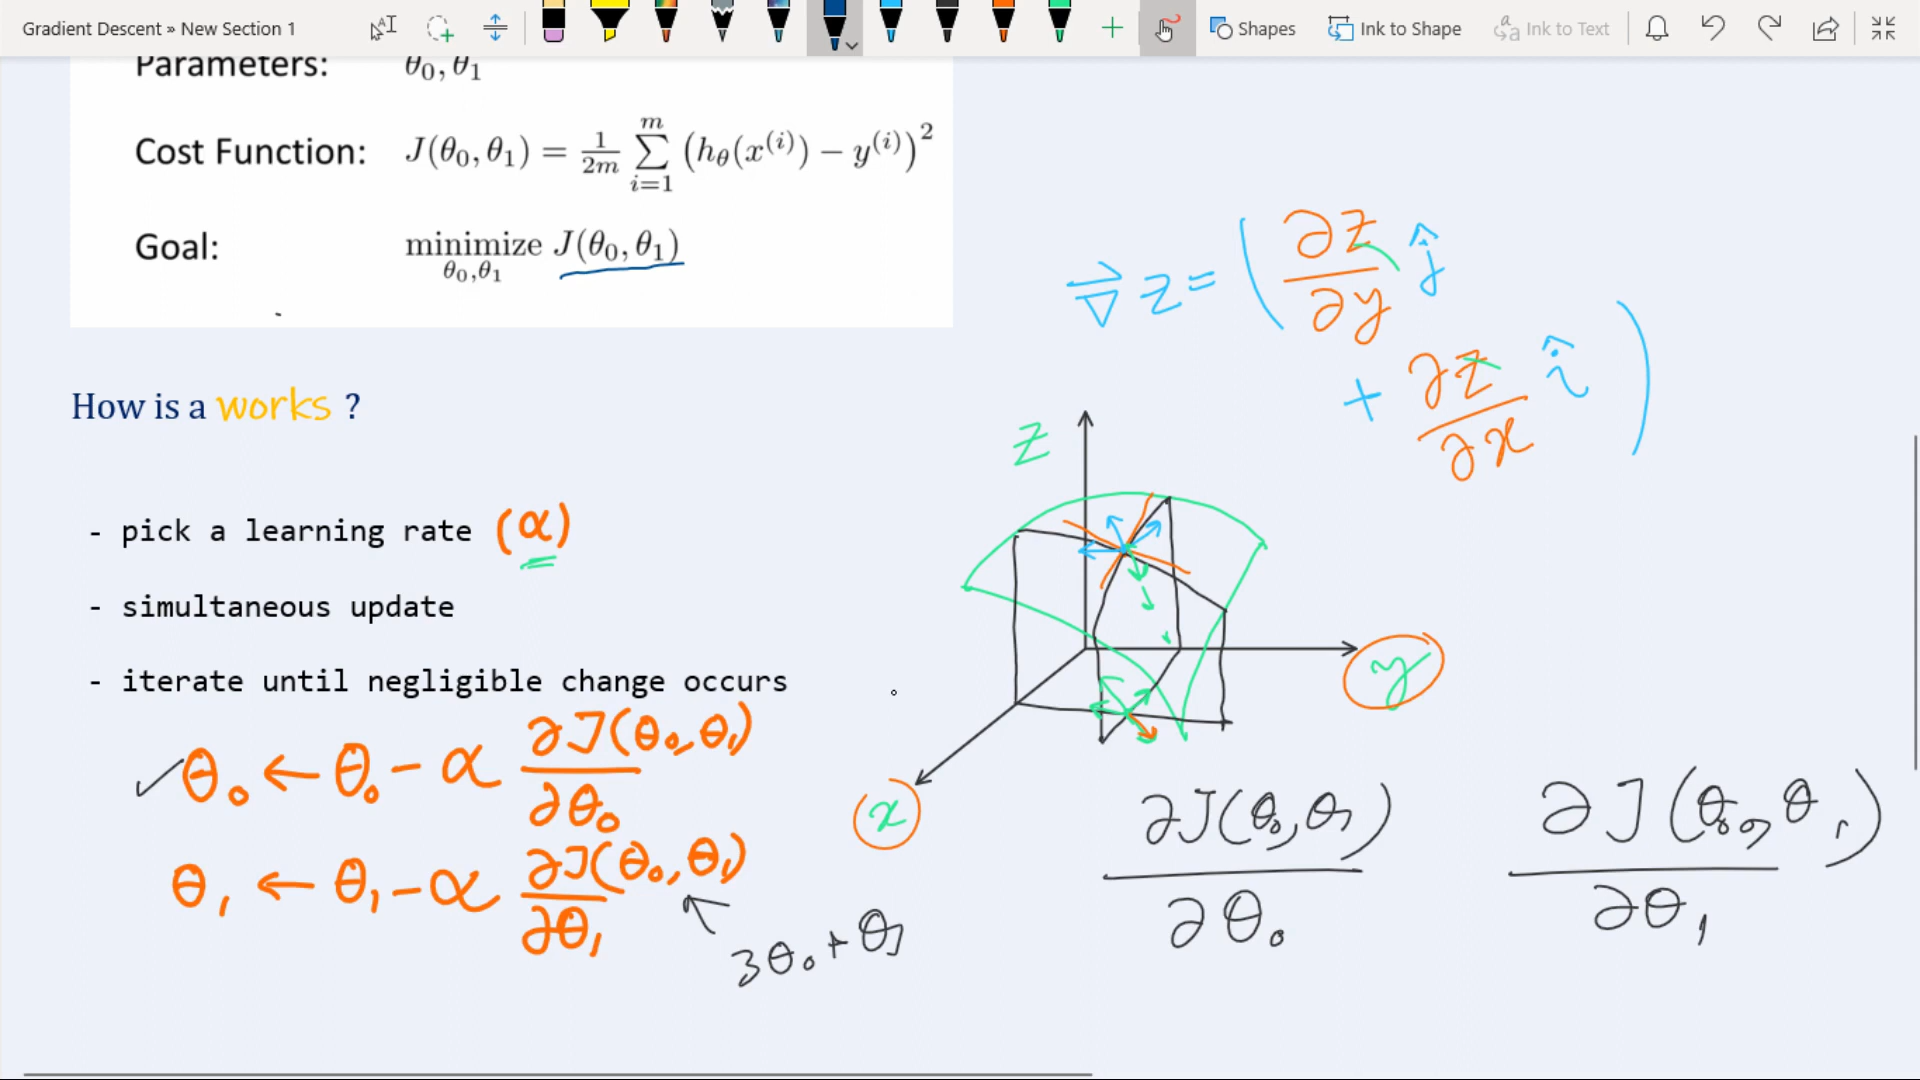 Gradient Descent » New Section 1
Shapes
Ink to Shape
Ink to Text
Parameters: θ₀, θ₁
Cost Function: J(θ₀, θ₁) = 1/2m ∑ᵢ₌₁ᵐ (hθ(x⁽ⁱ⁾) − y⁽ⁱ⁾)²
Goal: minimize J(θ₀, θ₁)
θ₀,θ₁
∇⃗z = (∂z/∂y ĵ
+ ∂z/∂x î)
How is a works ?
z
- pick a learning rate (α)
- simultaneous update
y
- iterate until negligible change occurs
x
θ₀ ← θ₀ − α ∂J(θ₀, θ₁)/∂θ₀
∂J(θ₀, θ₁)/∂θ₀
∂J(θ₀, θ₁)/∂θ₁
θ₁ ← θ₁ − α ∂J(θ₀, θ₁)/∂θ₁
3θ₀ + θ₁